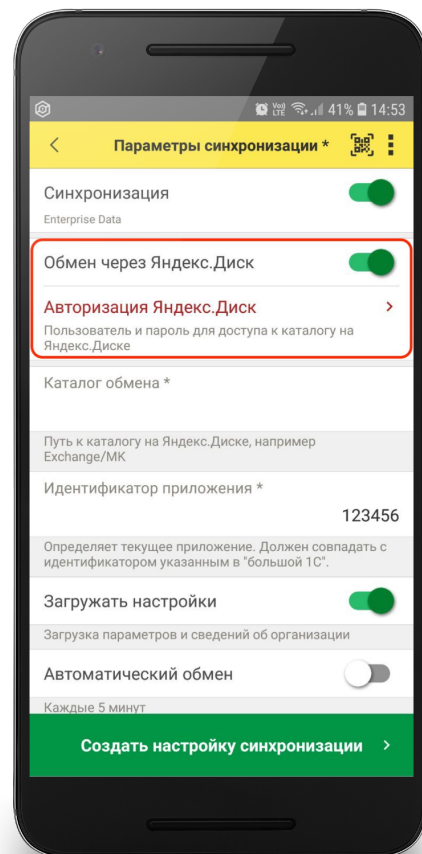 Vo) LTE 41% 14:53
Параметры синхронизации *
Синхронизация
Enterprise Data
Обмен через Яндекс.Диск
Авторизация Яндекс.Диск
Пользователь и пароль для доступа к каталогу на
Яндекс.Диске
Каталог обмена *
Путь к каталогу на Яндекс.Диске, например
Exchange/MK
Идентификатор приложения *
123456
Определяет текущее приложение. Должен совпадать с
идентификатором указанным в "большой 1С".
Загружать настройки
Загрузка параметров и сведений об организации
Автоматический обмен
Каждые 5 минут
Создать настройку синхронизации